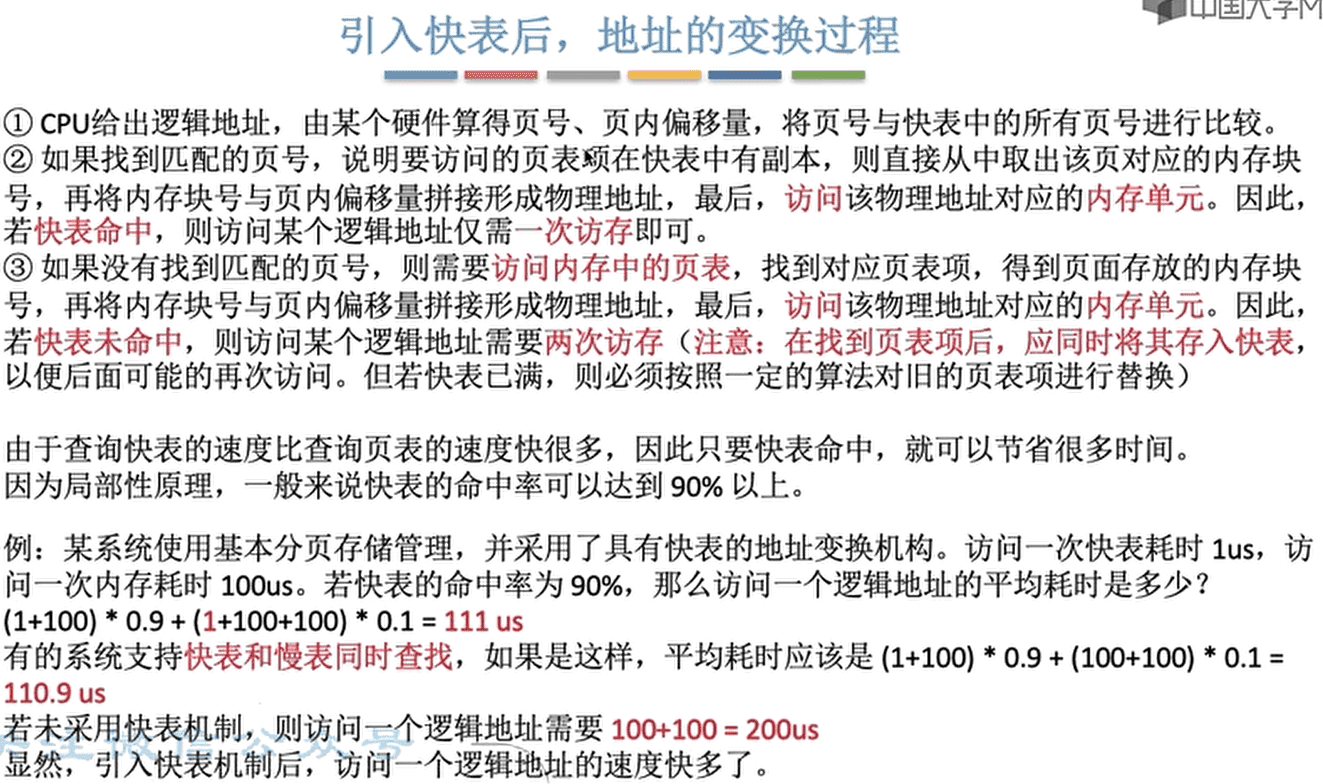 中国大学M
引入快表后，地址的变换过程
① CPU给出逻辑地址，由某个硬件算得页号、页内偏移量，将页号与快表中的所有页号进行比较。
② 如果找到匹配的页号，说明要访问的页表项在快表中有副本，则直接从中取出该页对应的内存块
号，再将内存块号与页内偏移量拼接形成物理地址，最后，访问该物理地址对应的内存单元。因此，
若快表命中，则访问某个逻辑地址仅需一次访存即可。
③ 如果没有找到匹配的页号，则需要访问内存中的页表，找到对应页表项，得到页面存放的内存块
号，再将内存块号与页内偏移量拼接形成物理地址，最后，访问该物理地址对应的内存单元。因此，
若快表未命中，则访问某个逻辑地址需要两次访存（注意：在找到页表项后，应同时将其存入快表，
以便后面可能的再次访问。但若快表已满，则必须按照一定的算法对旧的页表项进行替换）
由于查询快表的速度比查询页表的速度快很多，因此只要快表命中，就可以节省很多时间。
因为局部性原理，一般来说快表的命中率可以达到 90% 以上。
例：某系统使用基本分页存储管理，并采用了具有快表的地址变换机构。访问一次快表耗时 1us，访
问一次内存耗时 100us。若快表的命中率为 90%，那么访问一个逻辑地址的平均耗时是多少？
(1+100) * 0.9 + (1+100+100) * 0.1 = 111 us
有的系统支持快表和慢表同时查找，如果是这样，平均耗时应该是 (1+100) * 0.9 + (100+100) * 0.1 =
110.9 us
若未采用快表机制，则访问一个逻辑地址需要 100+100 = 200us
关注微信公众号
显然，引入快表机制后，访问一个逻辑地址的速度快多了。